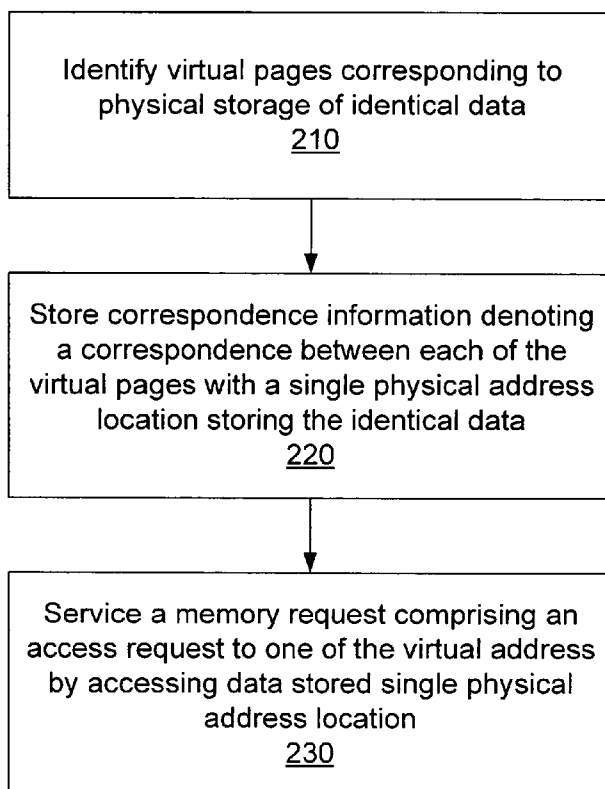 Identify virtual pages corresponding to
physical storage of identical data
210
Store correspondence information denoting
a correspondence between each of the
virtual pages with a single physical address
location storing the identical data
220
Service a memory request comprising an
access request to one of the virtual address
by accessing data stored single physical
address location
230